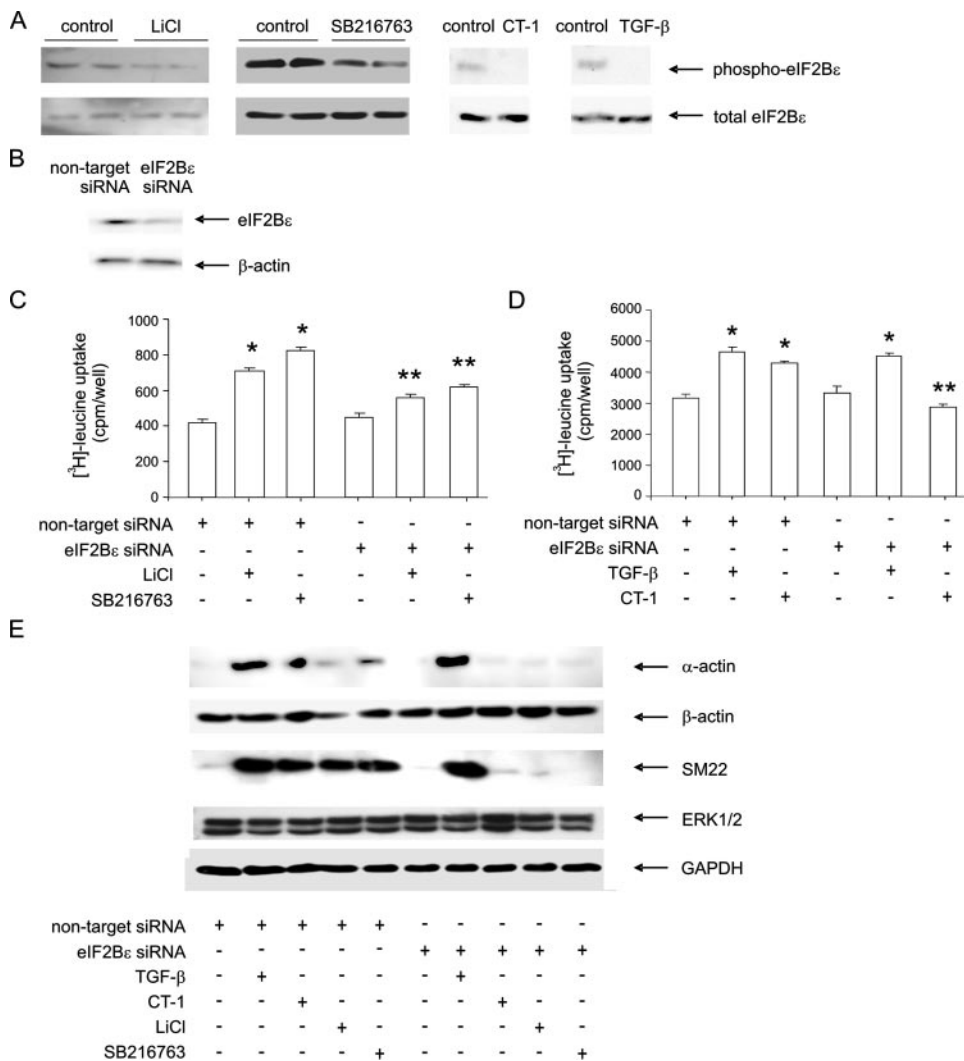 A
control LiCl
control SB216763
control CT-1
control TGF-β
phospho-eIF2Bε
total eIF2Bε
B
non-target eIF2Bε
siRNA siRNA
eIF2Bε
β-actin
C
[³H]-leucine uptake
(cpm/well)
1000
800
600
400
200
0
* * ** **
non-target siRNA + + + - - -
eIF2Bε siRNA - - - + + +
LiCl - + - - + -
SB216763 - - + - - +
D
[³H]-leucine uptake
(cpm/well)
6000
5000
4000
3000
2000
1000
0
* * * **
non-target siRNA + + + - - -
eIF2Bε siRNA - - - + + +
TGF-β - + - - + -
CT-1 - - + - - +
E
α-actin
β-actin
SM22
ERK1/2
GAPDH
non-target siRNA + + + + + - - - - -
eIF2Bε siRNA - - - - - + + + + +
TGF-β - + - - - - + - - -
CT-1 - - + - - - - + - -
LiCl - - - + - - - - + -
SB216763 - - - - + - - - - +